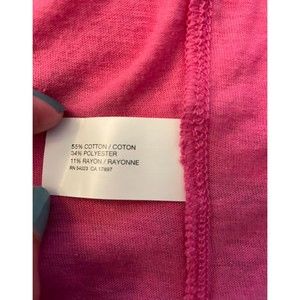 55% COTTON / COTON
34% POLYESTER
11% RAYON / RAYONNE
RN 54023 CA 17897